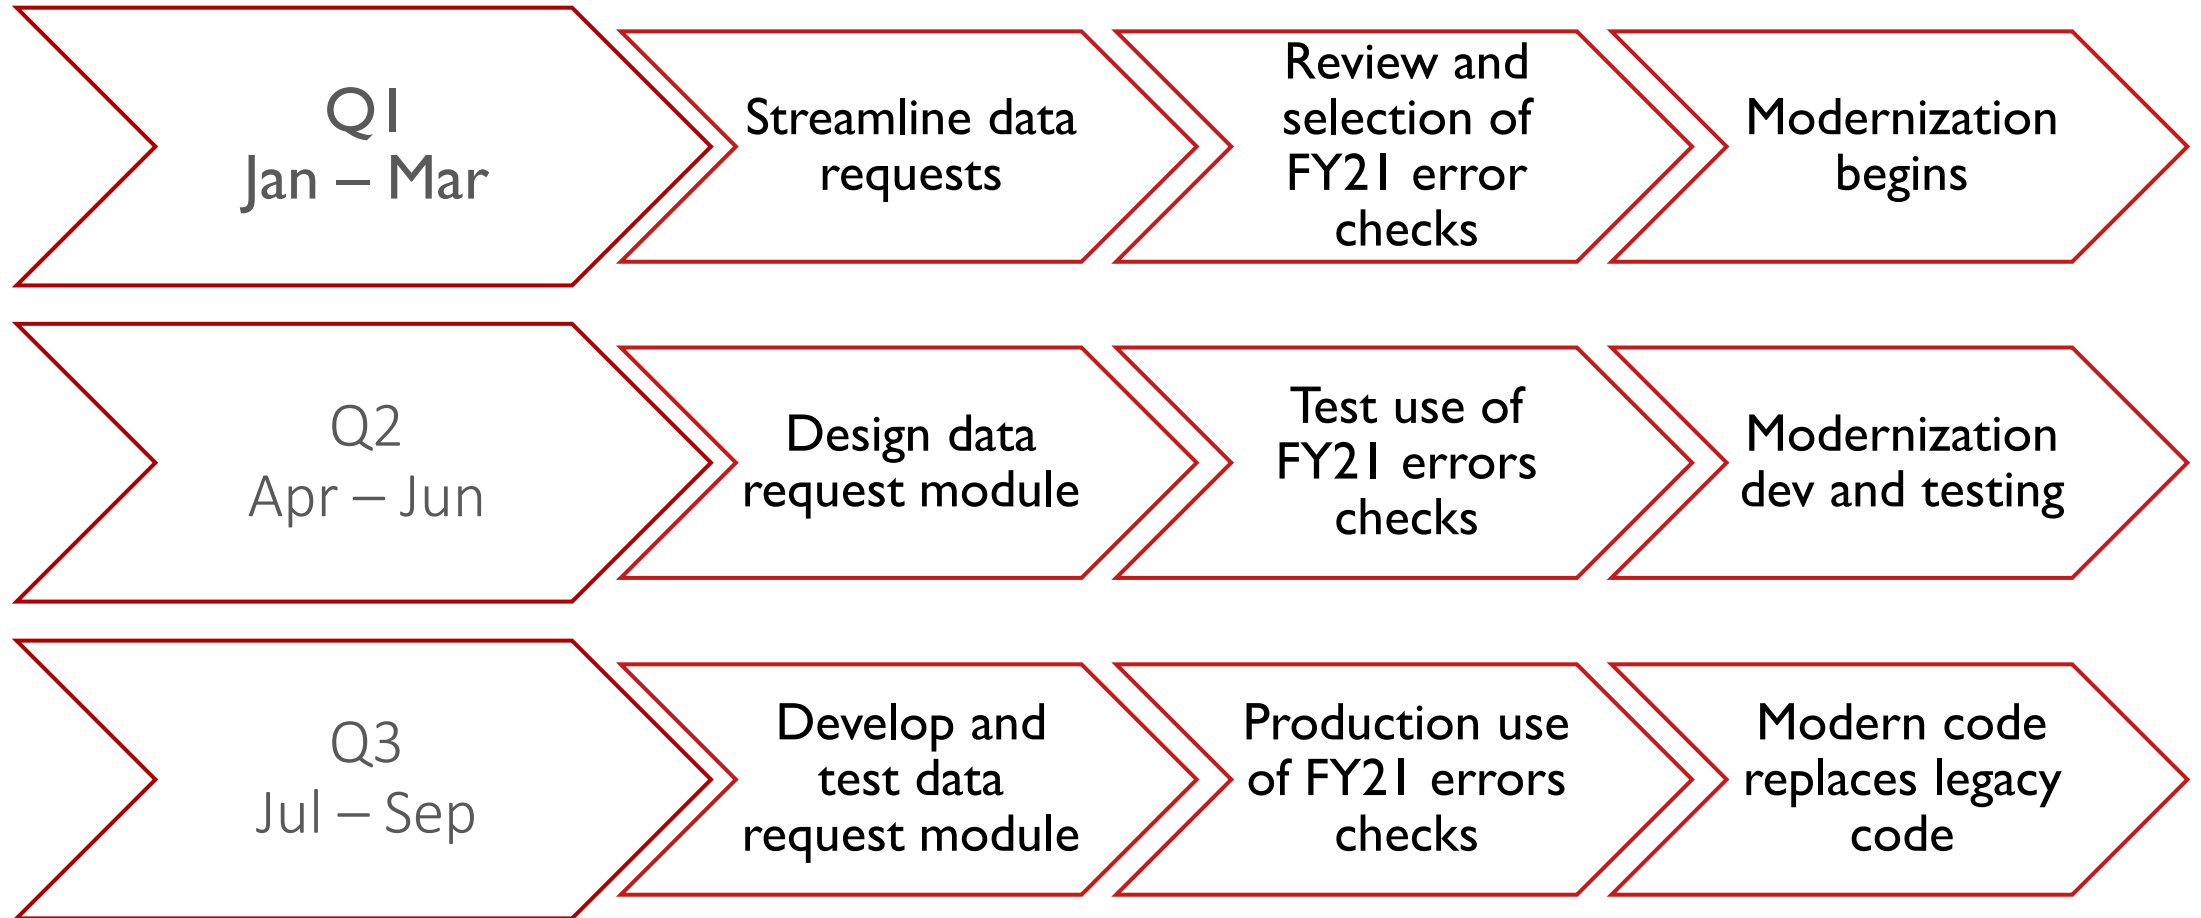 Q1
Jan – Mar
Streamline data
requests
Review and
selection of
FY21 error
checks
Modernization
begins
Q2
Apr – Jun
Design data
request module
Test use of
FY21 errors
checks
Modernization
dev and testing
Q3
Jul – Sep
Develop and
test data
request module
Production use
of FY21 errors
checks
Modern code
replaces legacy
code